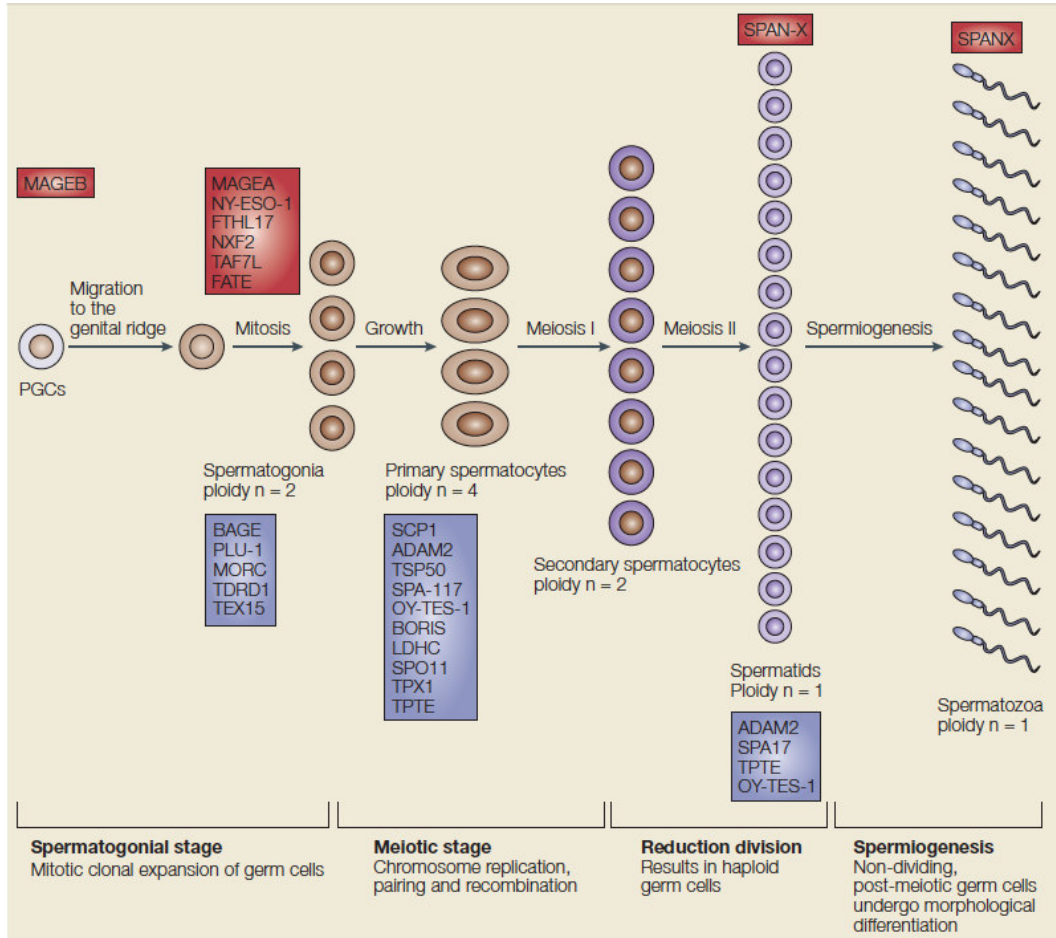 SPAN-X
SPANX
MAGEB
MAGEA
NY-ESO-1
FTHL17
NXF2
TAF7L
FATE
Migration
to the
genital ridge
Mitosis
Growth
Meiosis I
Meiosis II
Spermiogenesis
PGCs
Spermatogonia
ploidy n = 2
Primary spermatocytes
ploidy n = 4
Secondary spermatocytes
ploidy n = 2
Spermatids
Ploidy n = 1
Spermatozoa
ploidy n = 1
BAGE
PLU-1
MORC
TDRD1
TEX15
SCP1
ADAM2
TSP50
SPA-117
OY-TES-1
BORIS
LDHC
SPO11
TPX1
TPTE
ADAM2
SPA17
TPTE
OY-TES-1
Spermatogonial stage
Mitotic clonal expansion of germ cells
Meiotic stage
Chromosome replication,
pairing and recombination
Reduction division
Results in haploid
germ cells
Spermiogenesis
Non-dividing,
post-meiotic germ cells
undergo morphological
differentiation